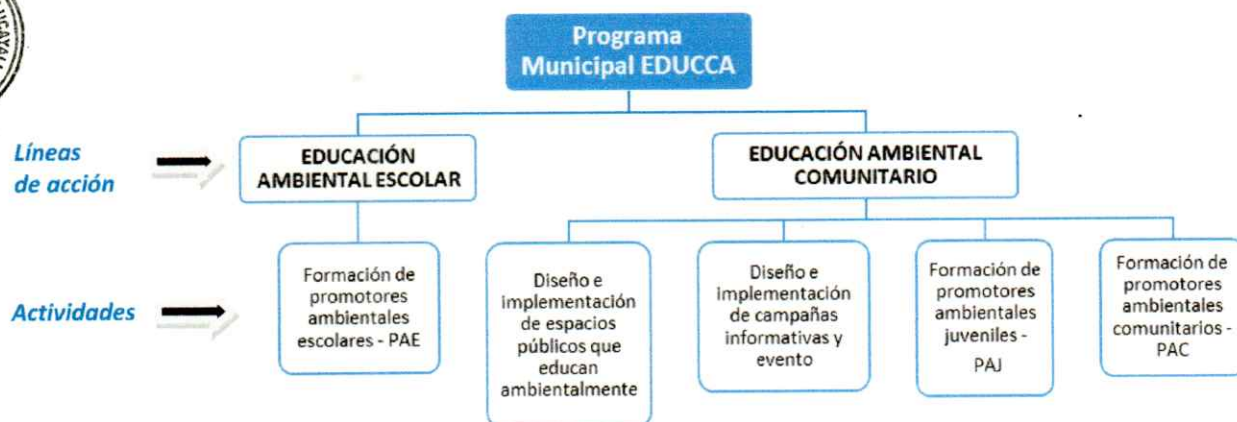 UCAYALI
Programa
Municipal EDUCCA
Líneas
de acción
EDUCACIÓN
AMBIENTAL ESCOLAR
EDUCACIÓN AMBIENTAL
COMUNITARIO
Actividades
Formación de
promotores
ambientales
escolares - PAE
Diseño e
implementación
de espacios
públicos que
educan
ambientalmente
Diseño e
implementación
de campañas
informativas y
evento
Formación de
promotores
ambientales
juveniles -
PAJ
Formación de
promotores
ambientales
comunitarios -
PAC